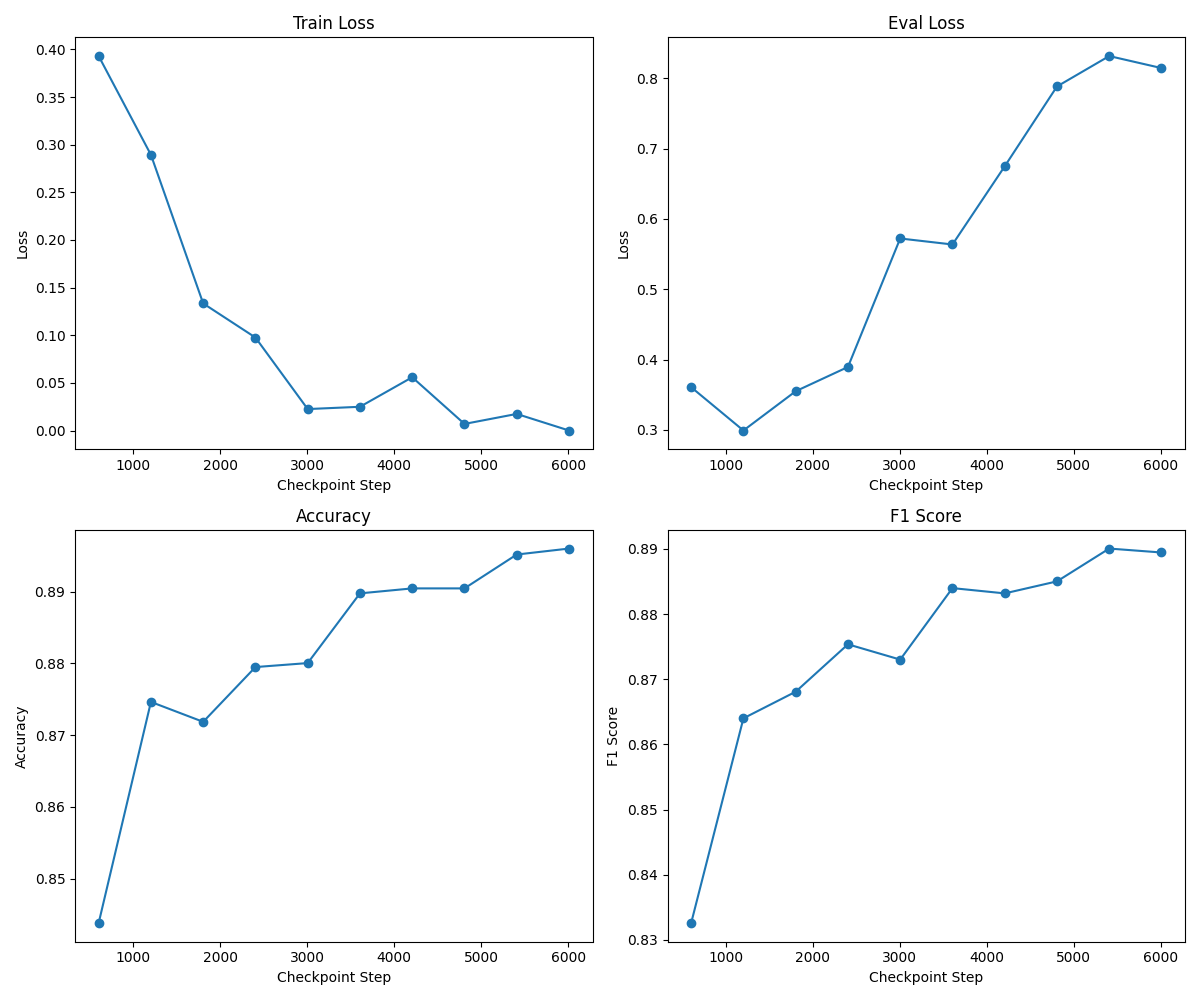 Train Loss
Loss
0.40
0.35
0.30
0.25
0.20
0.15
0.10
0.05
0.00
1000 2000 3000 4000 5000 6000
Checkpoint Step
Eval Loss
Loss
0.8
0.7
0.6
0.5
0.4
0.3
1000 2000 3000 4000 5000 6000
Checkpoint Step
Accuracy
Accuracy
0.89
0.88
0.87
0.86
0.85
1000 2000 3000 4000 5000 6000
Checkpoint Step
F1 Score
F1 Score
0.89
0.88
0.87
0.86
0.85
0.84
0.83
1000 2000 3000 4000 5000 6000
Checkpoint Step